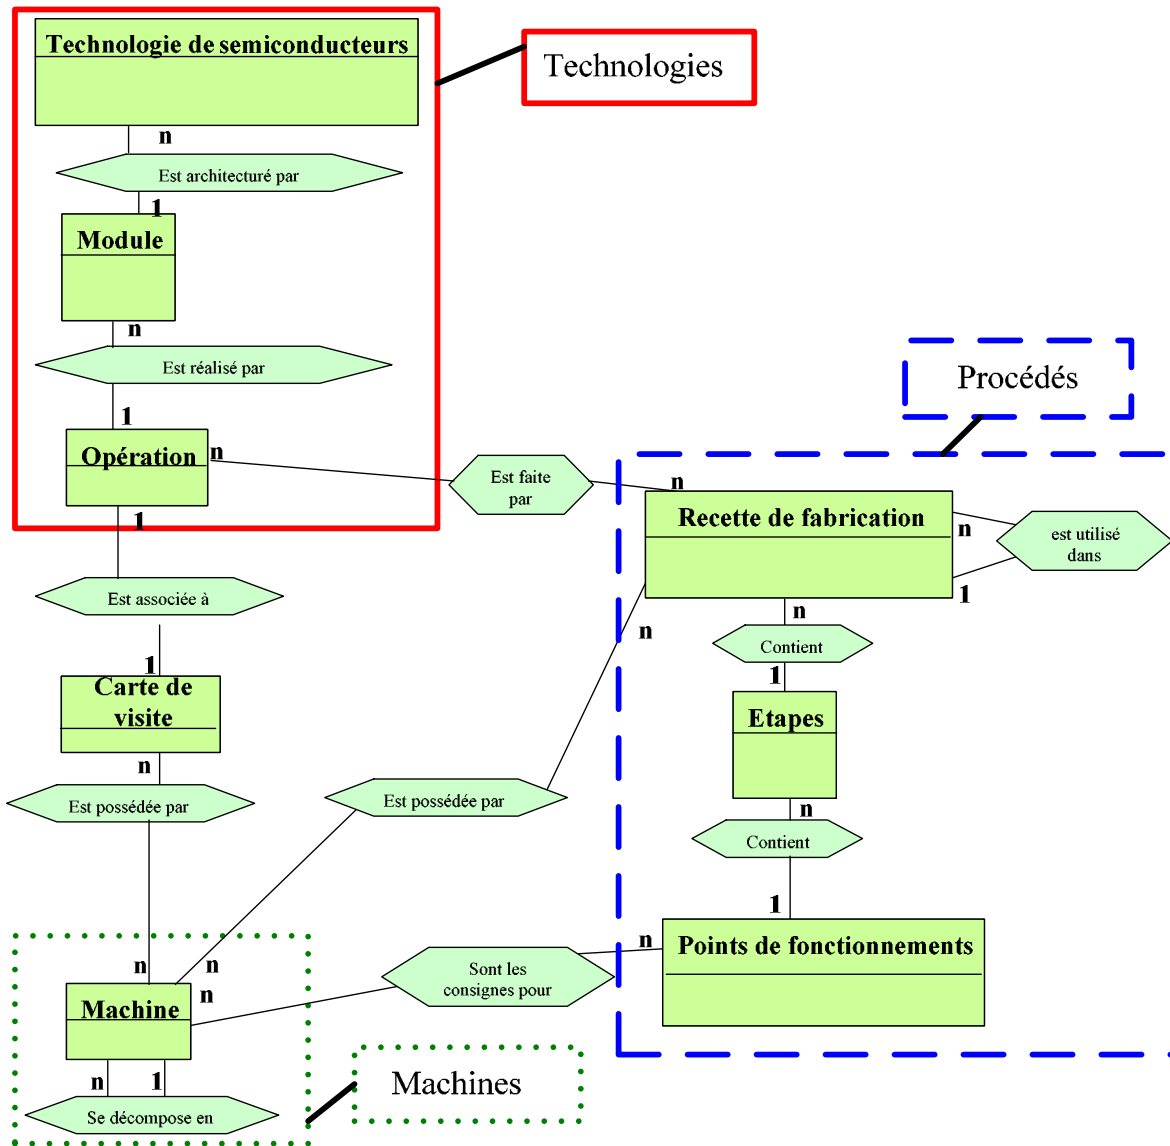 Technologie de semiconducteurs
Technologies
n
Est architecturé par
1
Module
n
Est réalisé par
1
Opération
n
Est faite
par
n
Procédés
Recette de fabrication
n
est utilisé
dans
1
1
Est associée à
1
Carte de
visite
n
Est possédée par
n
n
Est possédée par
n
n
Contient
1
Etapes
n
Contient
1
Points de fonctionnements
n
Sont les
consignes pour
n
Machine
n
1
Se décompose en
Machines